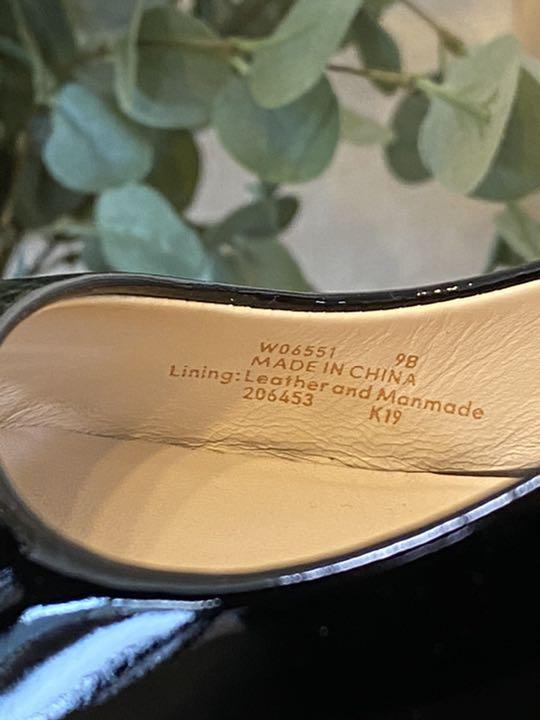 W06551 9B
MADE IN CHINA
Lining: Leather and Manmade
206453 K19